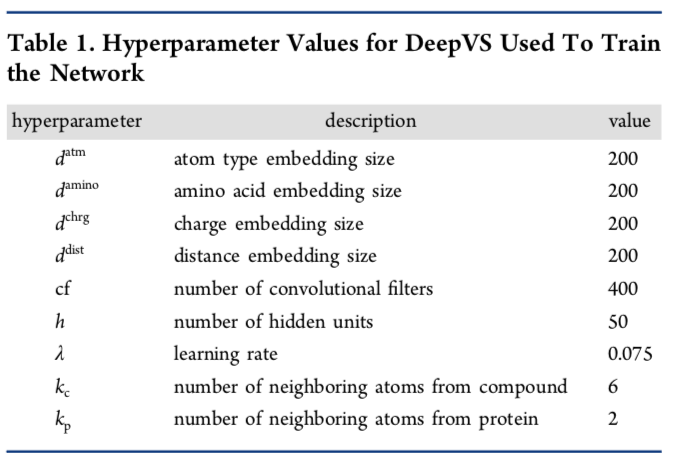 Table 1. Hyperparameter Values for DeepVS Used To Train
the Network
hyperparameter description value
d^atm atom type embedding size 200
d^amino amino acid embedding size 200
d^chrg charge embedding size 200
d^dist distance embedding size 200
cf number of convolutional filters 400
h number of hidden units 50
λ learning rate 0.075
k_c number of neighboring atoms from compound 6
k_p number of neighboring atoms from protein 2